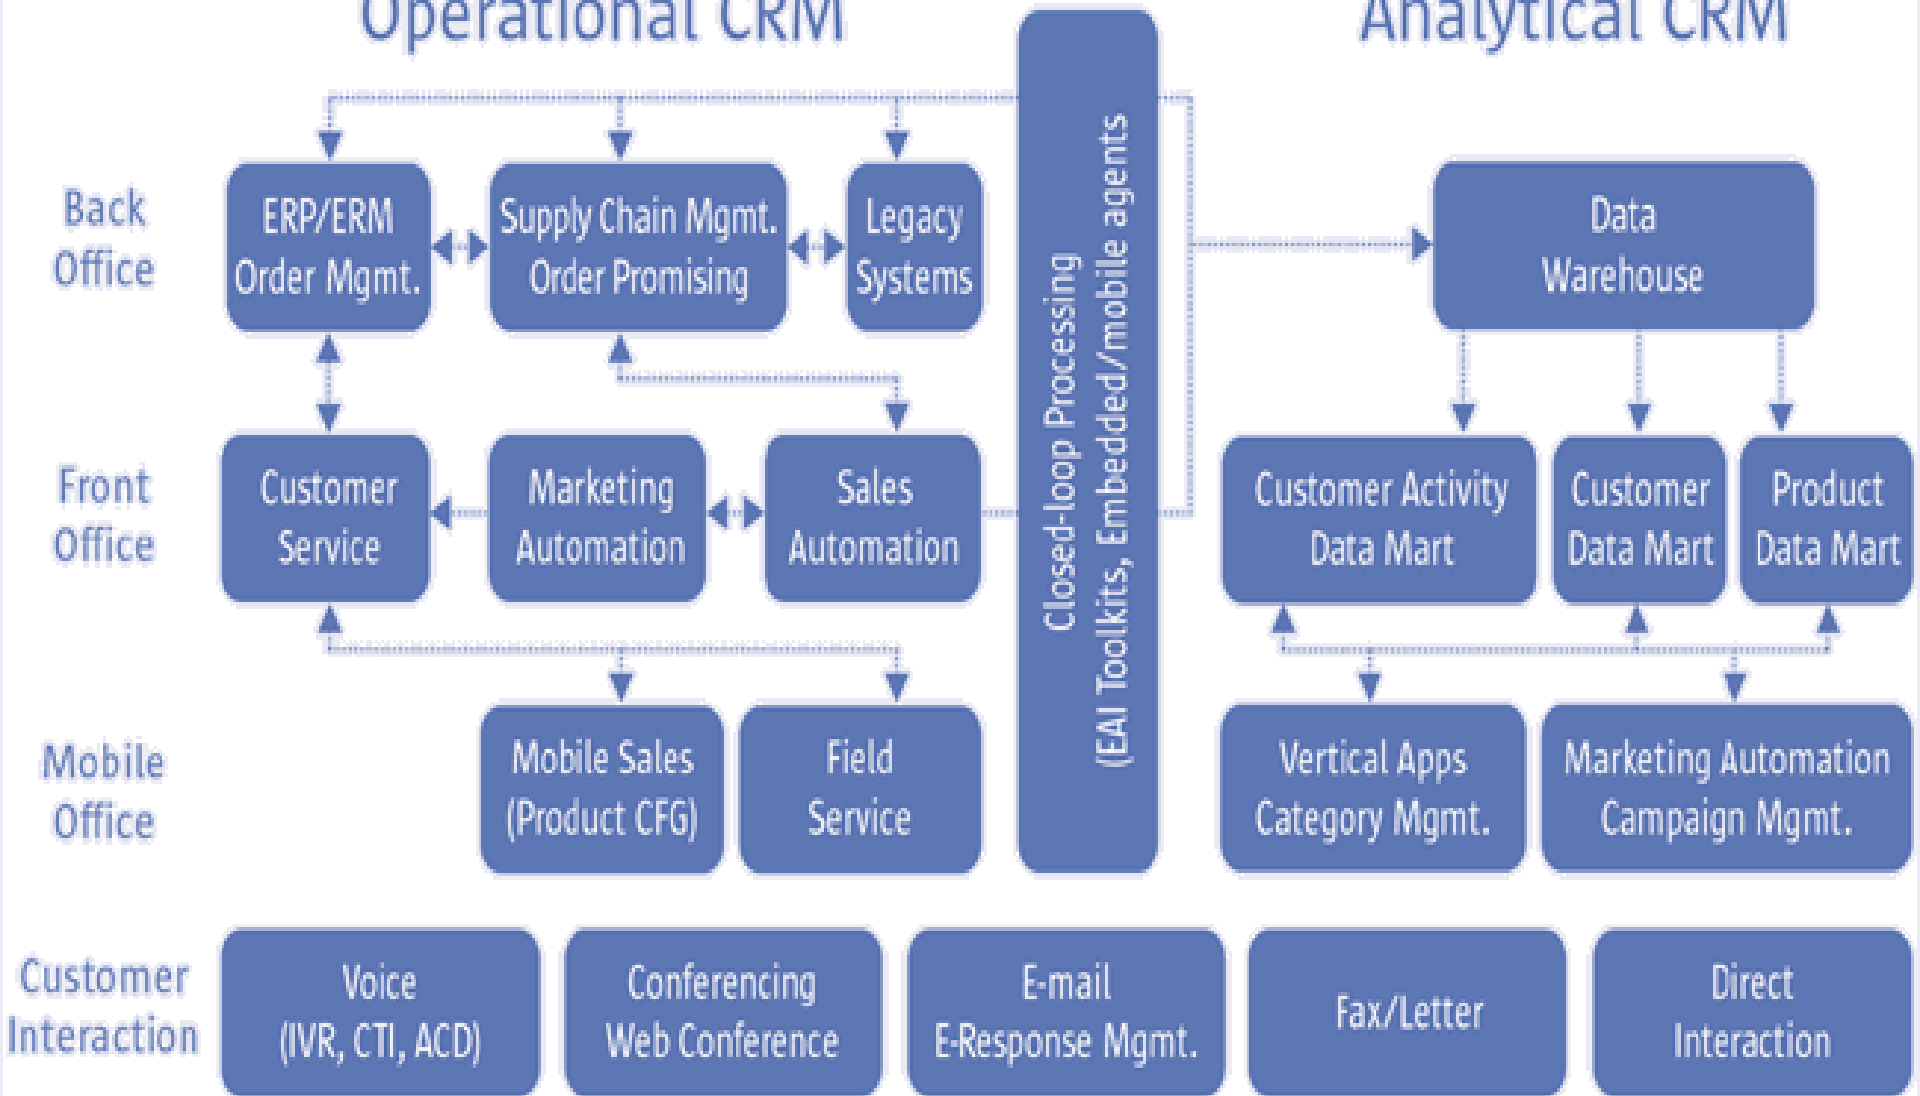 Operational CRM
Analytical CRM
Back
Office
ERP/ERM
Order Mgmt.
Supply Chain Mgmt.
Order Promising
Legacy
Systems
Closed-loop Processing
(EAI Toolkits, Embedded/mobile agents
Data
Warehouse
Front
Office
Customer
Service
Marketing
Automation
Sales
Automation
Customer Activity
Data Mart
Customer
Data Mart
Product
Data Mart
Mobile
Office
Mobile Sales
(Product CFG)
Field
Service
Vertical Apps
Category Mgmt.
Marketing Automation
Campaign Mgmt.
Customer
Interaction
Voice
(IVR, CTI, ACD)
Conferencing
Web Conference
E-mail
E-Response Mgmt.
Fax/Letter
Direct
Interaction